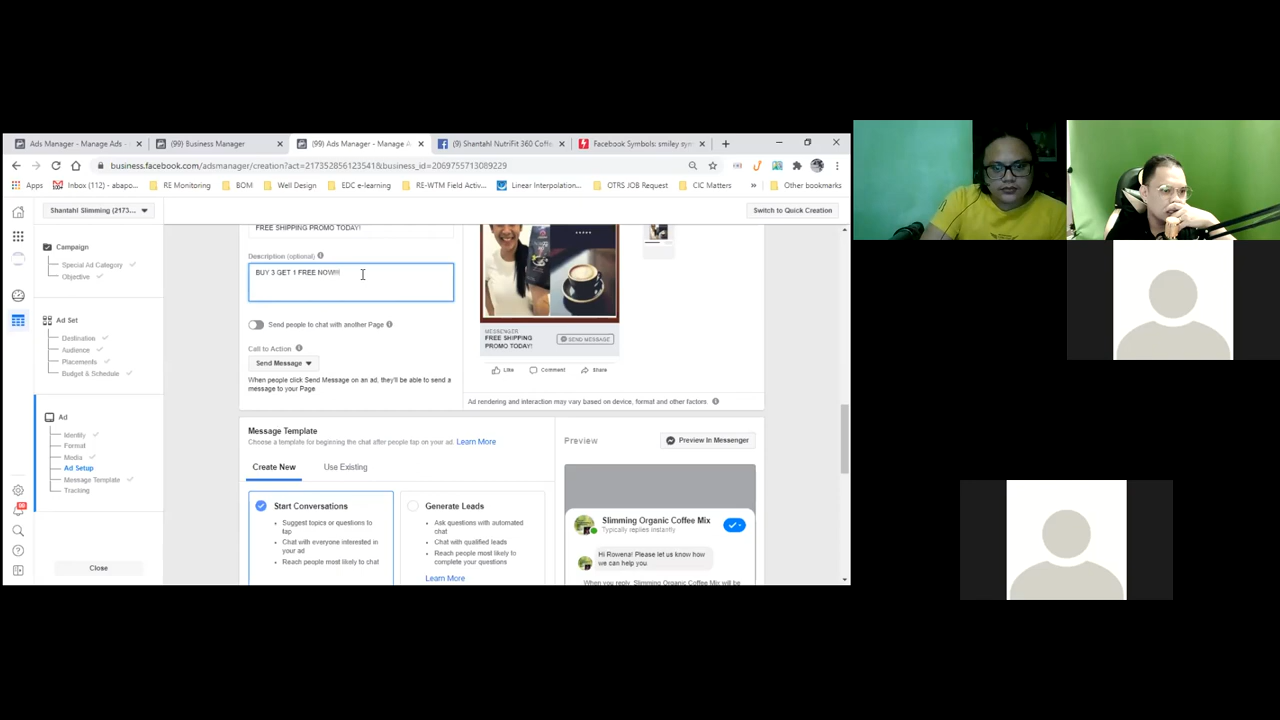 Ads Manager - Manage Ads -
(99) Business Manager
(99) Ads Manager - Manage A
(9) Shantahl NutriFit 360 Coffe
Facebook Symbols: smiley
business.facebook.com/adsmanager/creation?act=217352856123541&business_id=2069755713089229
Apps
Inbox (112) - abapo...
RE Monitoring
BOM
Well Design
EDC e-learning
RE-WTM Field Activ...
Linear Interpolation...
OTRS JOB Request
CIC Matters
»
Other bookmarks
Shantahl Slimming (2173...
Switch to Quick Creation
Campaign
Special Ad Category
Objective
Ad Set
Destination
Audience
Placements
Budget & Schedule
Ad
Identity
Format
Media
Ad Setup
Message Template
Tracking
Close
FREE SHIPPING PROMO TODAY!
Description (optional)
BUY 3 GET 1 FREE NOW!!!
Send people to chat with another Page
Call to Action
Send Message
When people click Send Message on an ad, they'll be able to send a
message to your Page
MESSENGER
FREE SHIPPING
PROMO TODAY!
SEND MESSAGE
Like
Comment
Share
Ad rendering and interaction may vary based on device, format and other factors.
Message Template
Choose a template for beginning the chat after people tap on your ad. Learn More
Create New
Use Existing
Start Conversations
Suggest topics or questions to
tap
Chat with everyone interested in
your ad
Reach people most likely to chat
Generate Leads
Ask questions with automated
chat
Chat with qualified leads
Reach people most likely to
complete your questions
Learn More
Preview
Preview In Messenger
Slimming Organic Coffee Mix
Typically replies instantly
Hi Rowena! Please let us know how
we can help you.
When you reply, Slimming Organic Coffee Mix will be